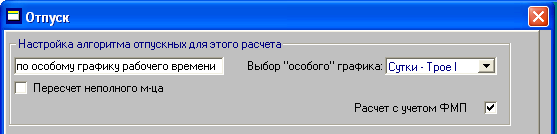 Отпуск
Настройка алгоритма отпускных для этого расчета
по особому графику рабочего времени Выбор "особого" графика: Сутки - Трое I
Пересчет неполного м-ца
Расчет с учетом ФМП